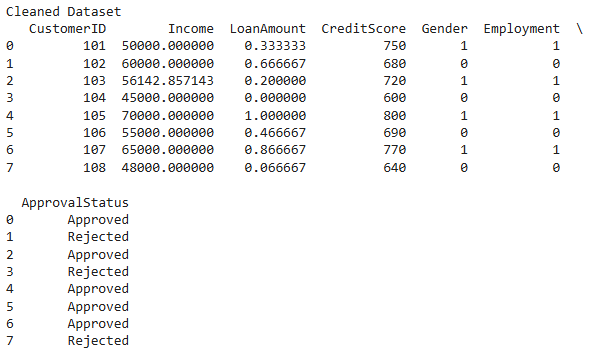 Cleaned Dataset
   CustomerID        Income  LoanAmount  CreditScore  Gender  Employment  \
0         101  50000.000000    0.333333          750       1           1
1         102  60000.000000    0.666667          680       0           0
2         103  56142.857143    0.200000          720       1           1
3         104  45000.000000    0.000000          600       0           0
4         105  70000.000000    1.000000          800       1           1
5         106  55000.000000    0.466667          690       0           0
6         107  65000.000000    0.866667          770       1           1
7         108  48000.000000    0.066667          640       0           0
  ApprovalStatus
0       Approved
1       Rejected
2       Approved
3       Rejected
4       Approved
5       Approved
6       Approved
7       Rejected